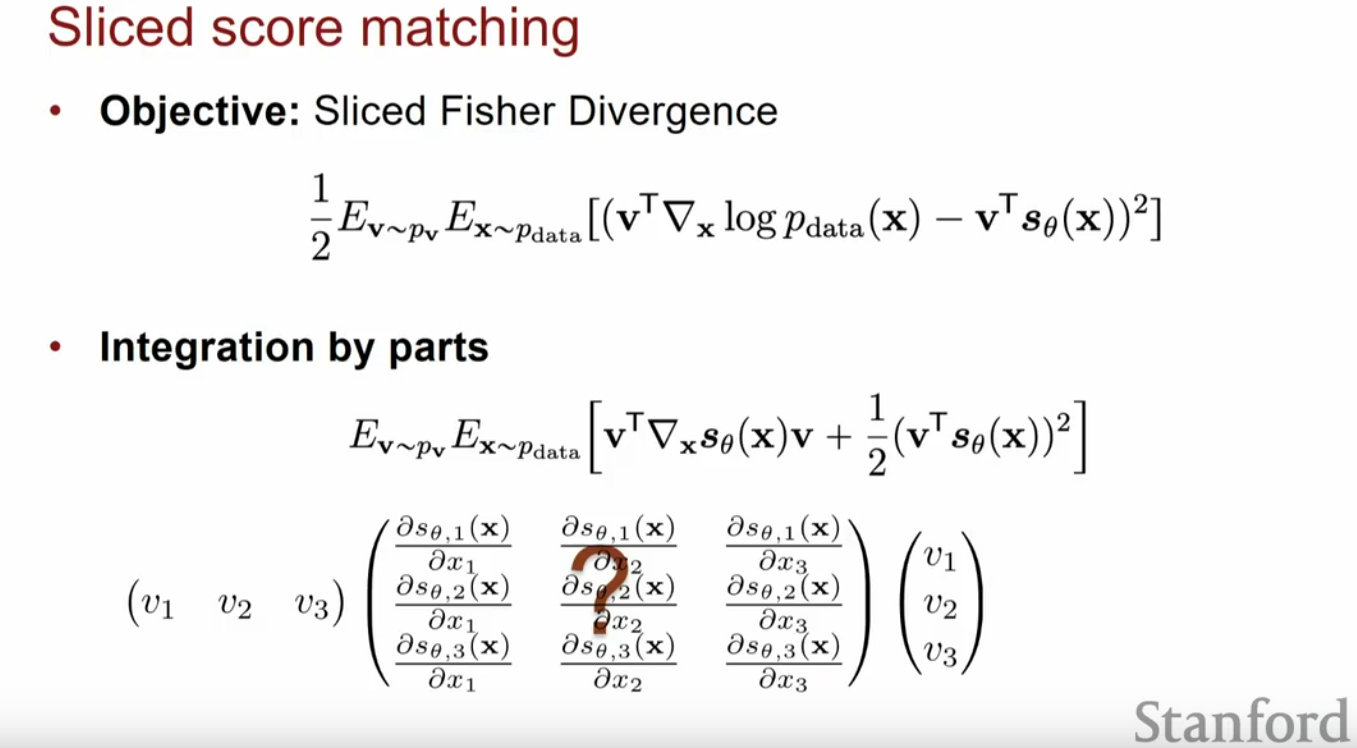 Sliced score matching
• Objective: Sliced Fisher Divergence
$\frac{1}{2} E_{\mathbf{v} \sim p_{\mathbf{v}}} E_{\mathbf{x} \sim p_{\text{data}}} [(\mathbf{v}^{\mathsf{T}} \nabla_{\mathbf{x}} \log p_{\text{data}}(\mathbf{x}) - \mathbf{v}^{\mathsf{T}} \boldsymbol{s}_{\theta}(\mathbf{x}))^2]$
• Integration by parts
$E_{\mathbf{v} \sim p_{\mathbf{v}}} E_{\mathbf{x} \sim p_{\text{data}}} \left[ \mathbf{v}^{\mathsf{T}} \nabla_{\mathbf{x}} \boldsymbol{s}_{\theta}(\mathbf{x}) \mathbf{v} + \frac{1}{2} (\mathbf{v}^{\mathsf{T}} \boldsymbol{s}_{\theta}(\mathbf{x}))^2 \right]$
$(v_1 \quad v_2 \quad v_3) \begin{pmatrix} \frac{\partial s_{\theta,1}(\mathbf{x})}{\partial x_1} & \frac{\partial s_{\theta,1}(\mathbf{x})}{\partial x_2} & \frac{\partial s_{\theta,1}(\mathbf{x})}{\partial x_3} \\ \frac{\partial s_{\theta,2}(\mathbf{x})}{\partial x_1} & \frac{\partial s_{\theta,2}(\mathbf{x})}{\partial x_2} & \frac{\partial s_{\theta,2}(\mathbf{x})}{\partial x_3} \\ \frac{\partial s_{\theta,3}(\mathbf{x})}{\partial x_1} & \frac{\partial s_{\theta,3}(\mathbf{x})}{\partial x_2} & \frac{\partial s_{\theta,3}(\mathbf{x})}{\partial x_3} \end{pmatrix} \begin{pmatrix} v_1 \\ v_2 \\ v_3 \end{pmatrix}$
?
Stanford